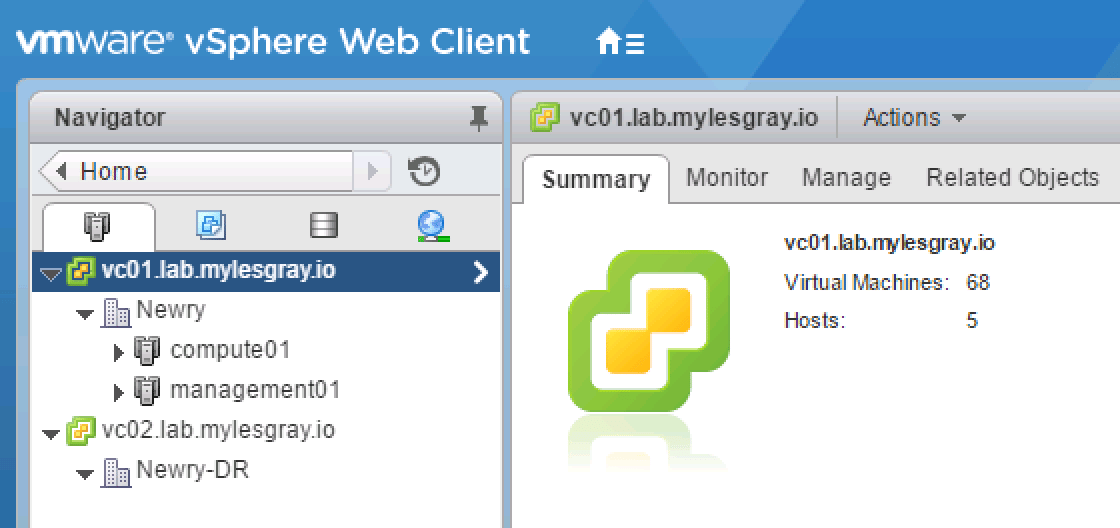 vmware® vSphere Web Client
Navigator
Home
vc01.lab.mylesgray.io
Newry
compute01
management01
vc02.lab.mylesgray.io
Newry-DR
vc01.lab.mylesgray.io Actions
Summary Monitor Manage Related Objects
vc01.lab.mylesgray.io
Virtual Machines: 68
Hosts: 5